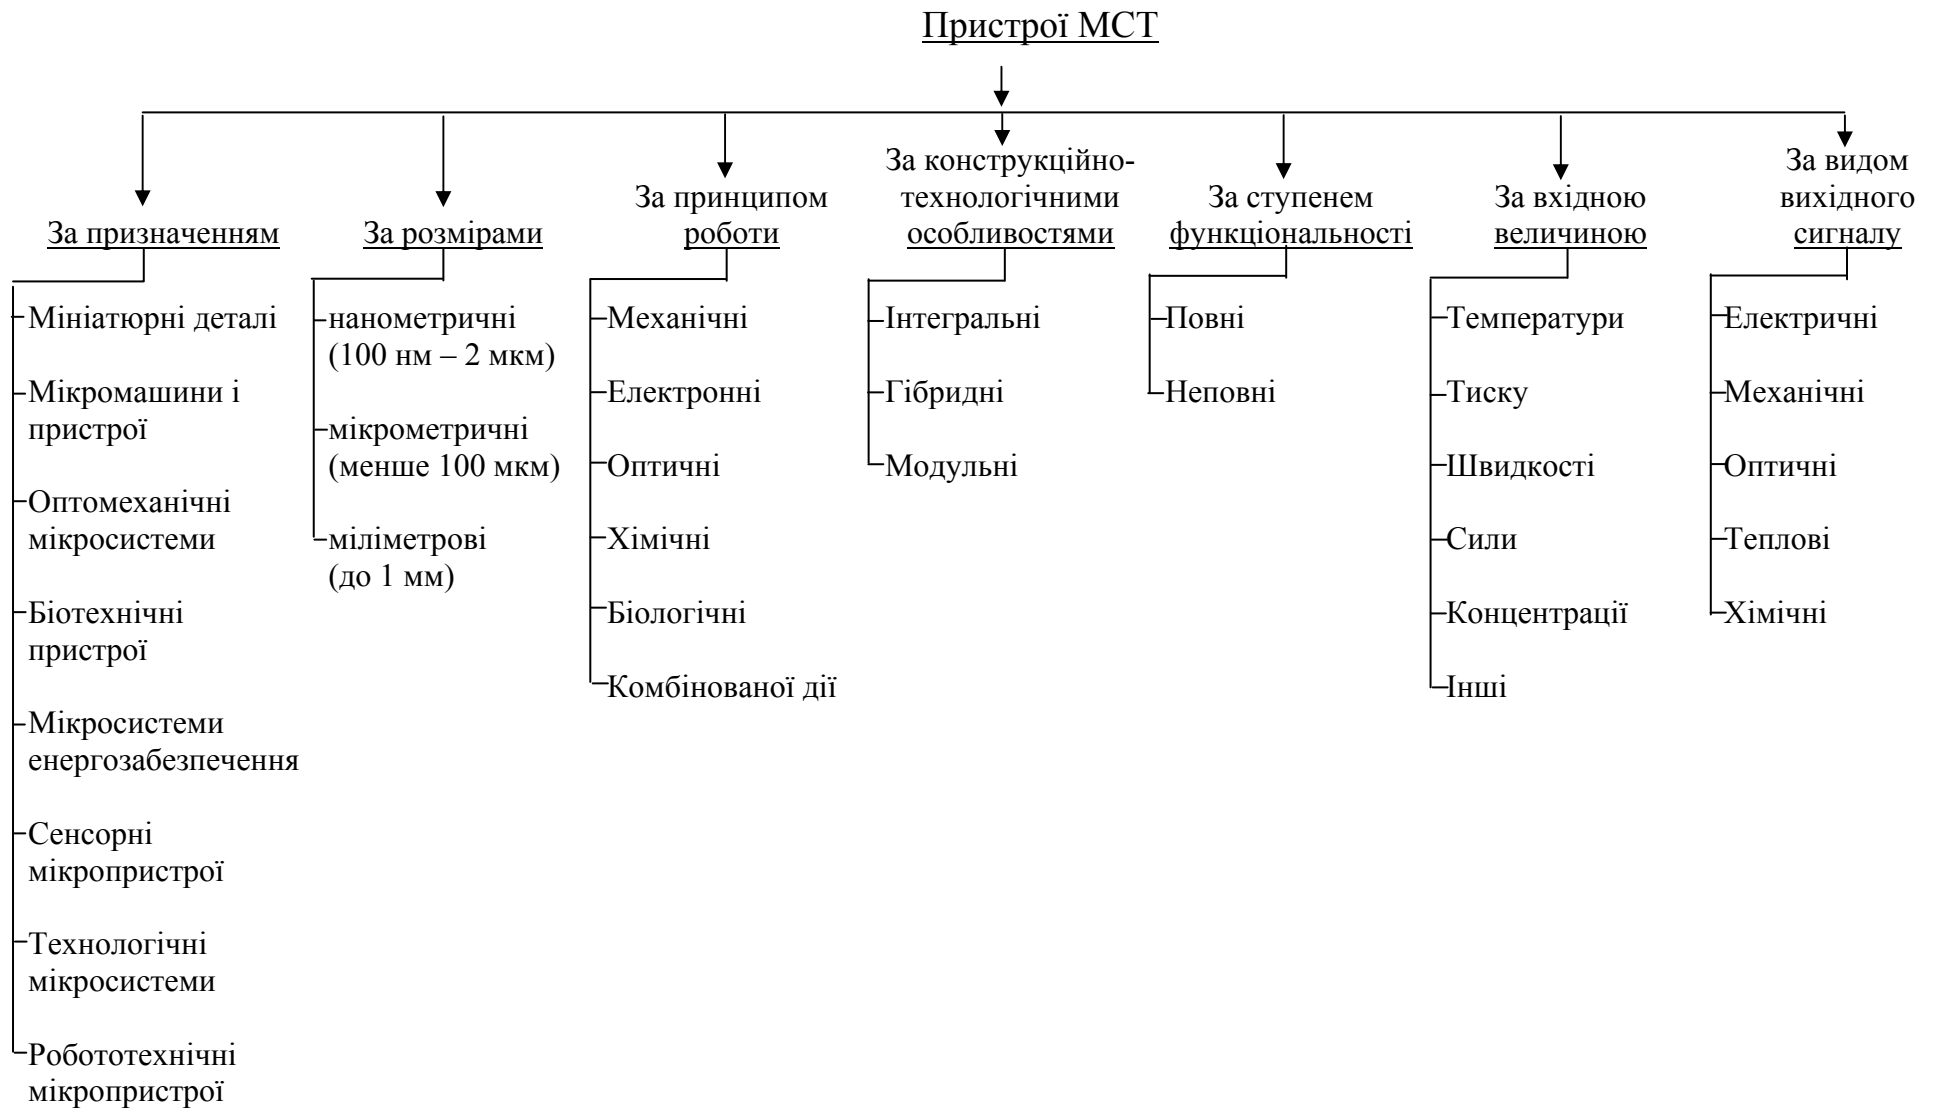 Пристрої МСТ
За призначенням
Мініатюрні деталі
Мікромашини і
пристрої
Оптомеханічні
мікросистеми
Біотехнічні
пристрої
Мікросистеми
енергозабезпечення
Сенсорні
мікропристрої
Технологічні
мікросистеми
Робототехнічні
мікропристрої
За розмірами
нанометричні
(100 нм – 2 мкм)
мікрометричні
(менше 100 мкм)
міліметрові
(до 1 мм)
За принципом
роботи
Механічні
Електронні
Оптичні
Хімічні
Біологічні
Комбінованої дії
За конструкційно-
технологічними
особливостями
Інтегральні
Гібридні
Модульні
За ступенем
функціональності
Повні
Неповні
За вхідною
величиною
Температури
Тиску
Швидкості
Сили
Концентрації
Інші
За видом
вихідного
сигналу
Електричні
Механічні
Оптичні
Теплові
Хімічні